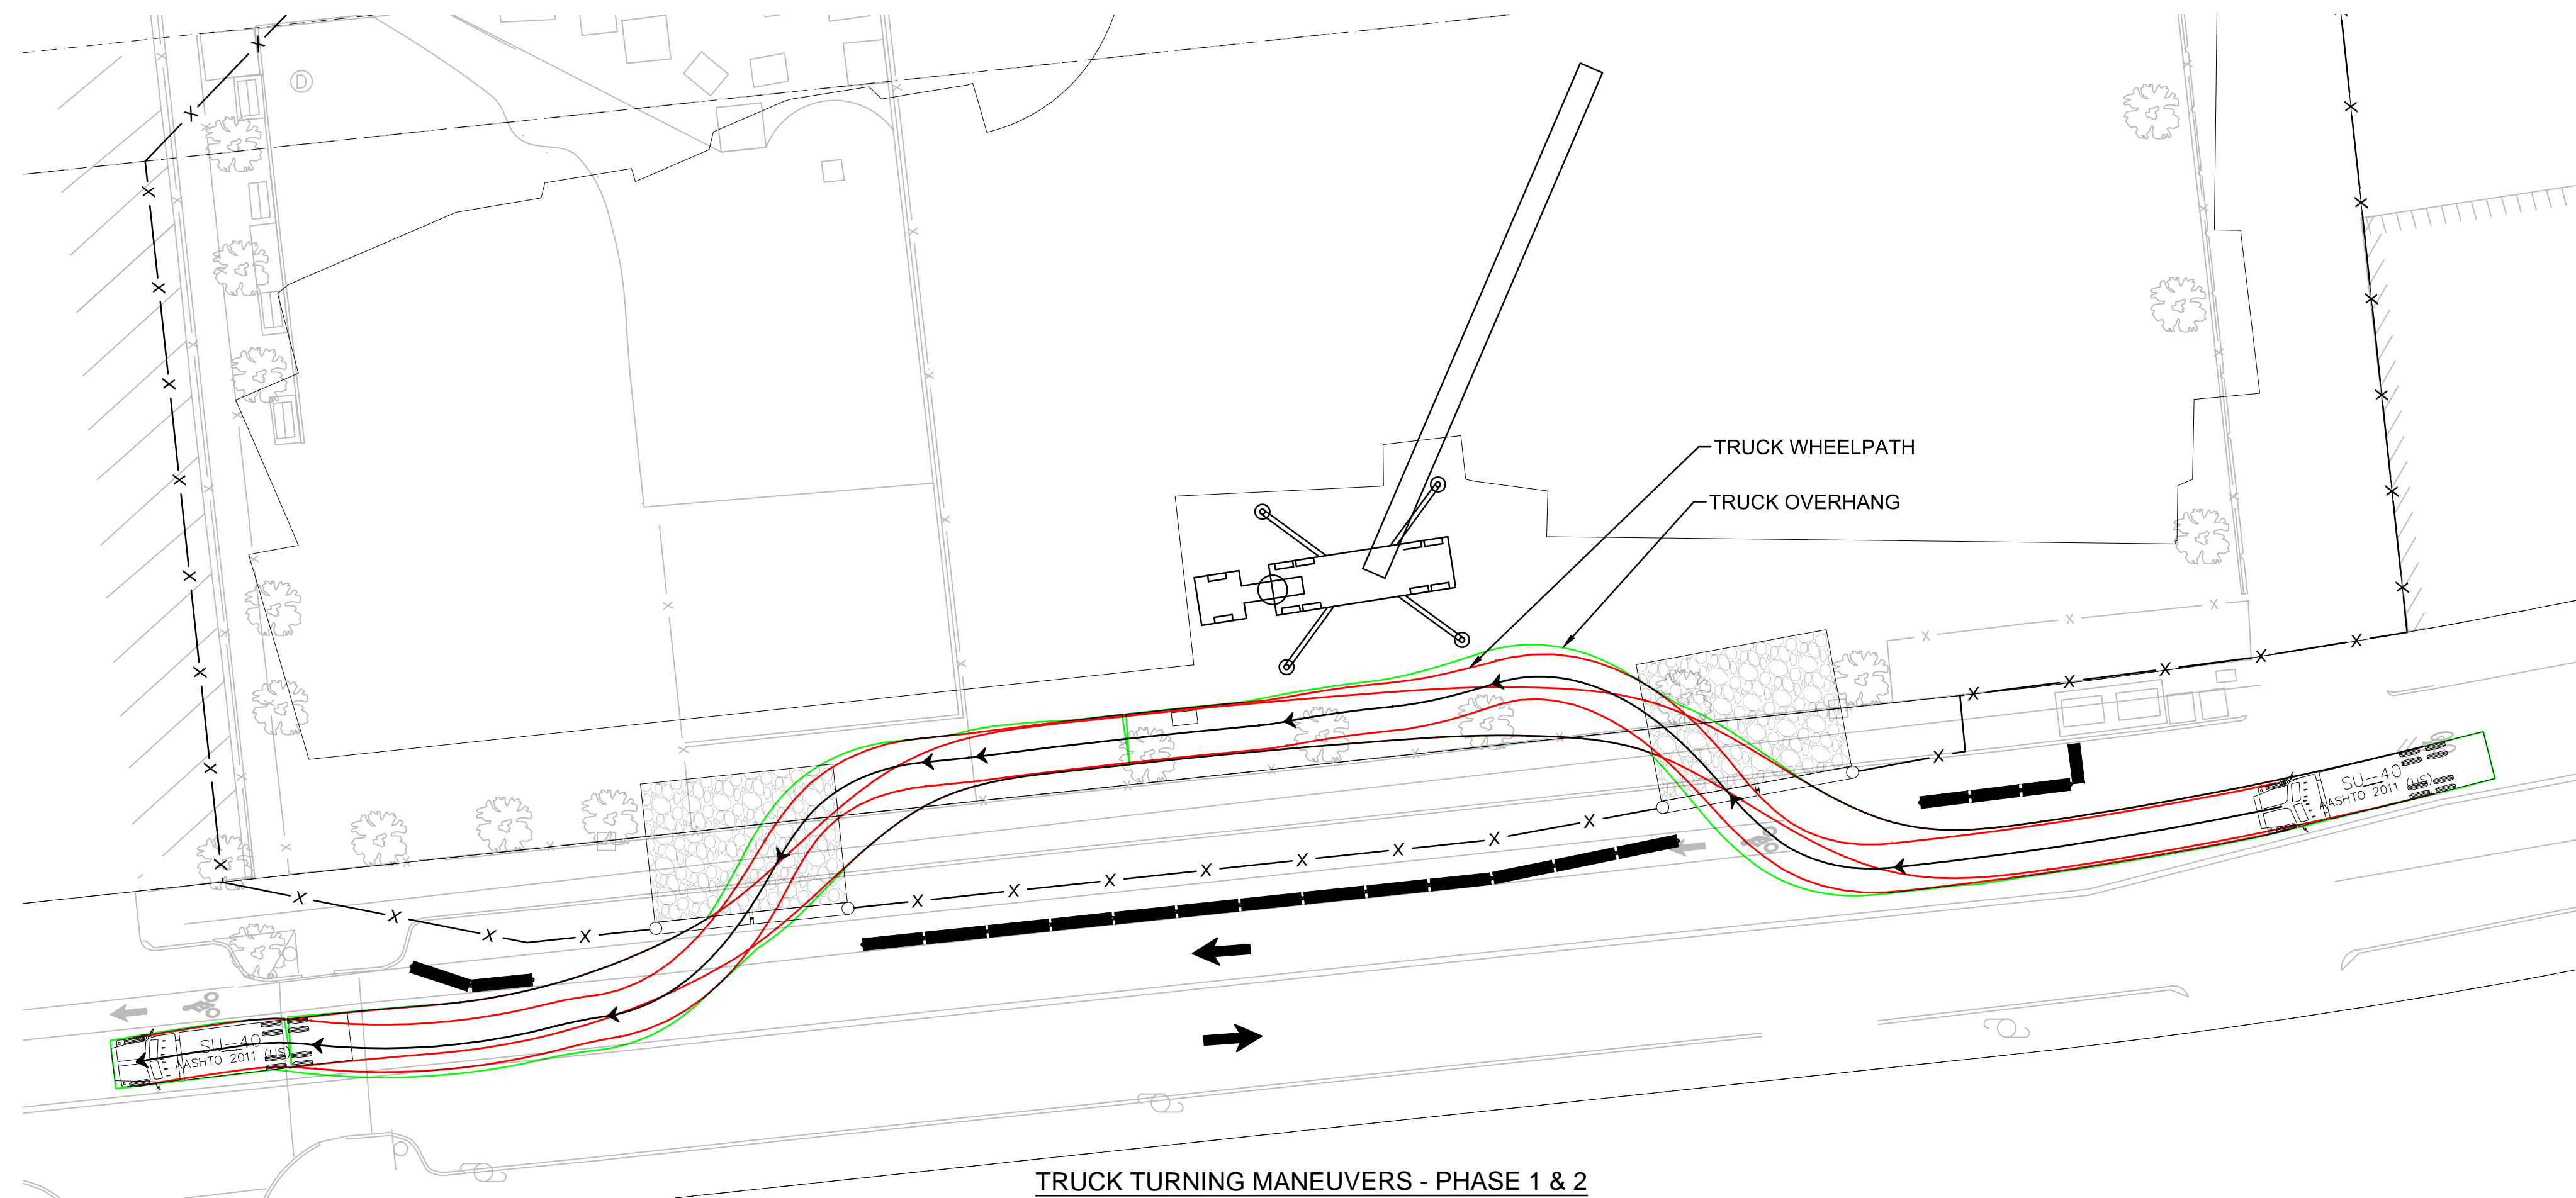 D
TRUCK WHEELPATH
TRUCK OVERHANG
SU-40
AASHTO 2011 (US)
SU-40
AASHTO 2011 (US)
TRUCK TURNING MANEUVERS - PHASE 1 & 2